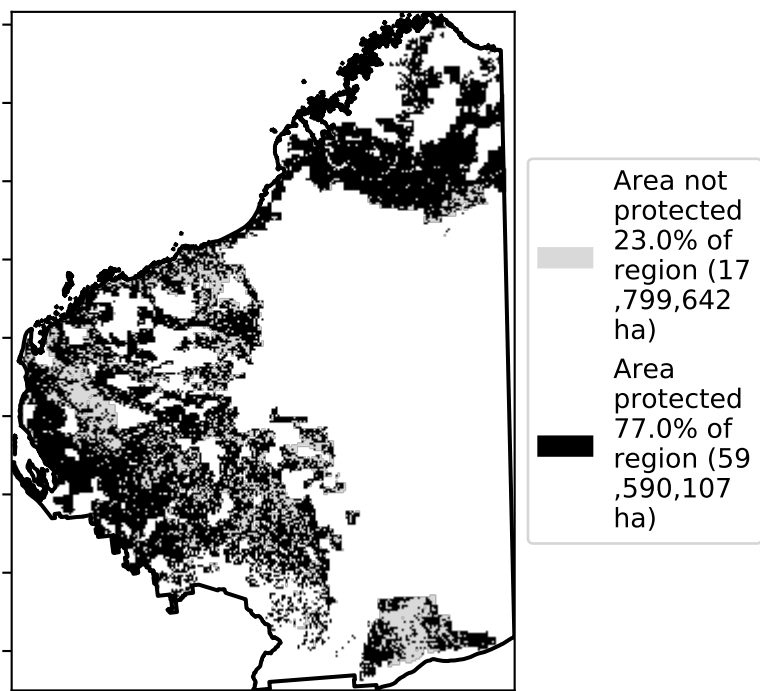 Area not
protected
23.0% of
region (17
,799,642
ha)
Area
protected
77.0% of
region (59
,590,107
ha)